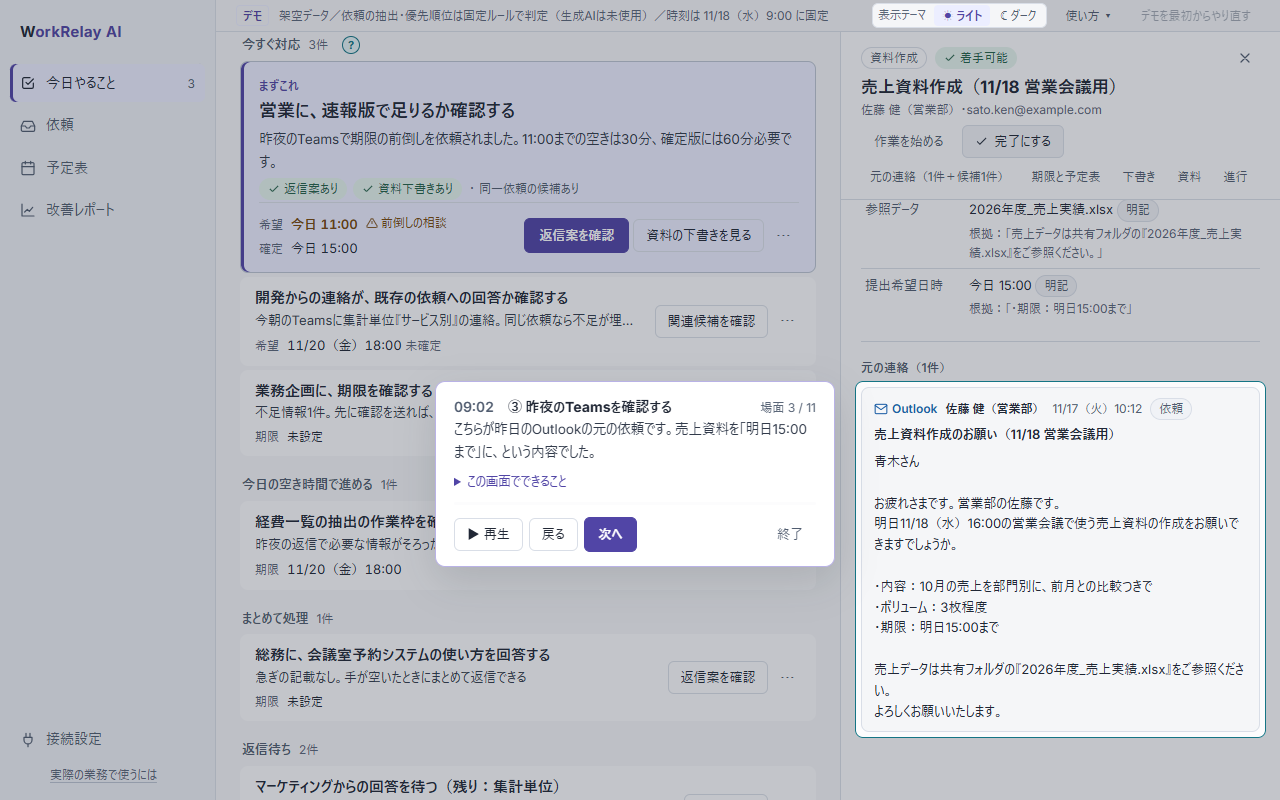 WorkRelay AI
今日やること 3
依頼
予定表
改善レポート
接続設定
実際の業務で使うには
デモ 架空データ／依頼の抽出・優先順位は固定ルールで判定（生成AIは未使用）／時刻は 11/18（水）9:00 に固定
表示テーマ ライト ダーク 使い方 ▼ デモを最初からやり直す
今すぐ対応 3件 ?
まずこれ
営業に、速報版で足りるか確認する
昨夜のTeamsで期限の前倒しを依頼されました。11:00までの空きは30分、確定版には60分必要で
す。
✓ 返信案あり ✓ 資料下書きあり ・同一依頼の候補あり
希望 今日 11:00 ⚠ 前倒しの相談
確定 今日 15:00
返信案を確認 資料の下書きを見る …
開発からの連絡が、既存の依頼への回答か確認する
今朝のTeamsに集計単位『サービス別』の連絡。同じ依頼なら不足が埋…
希望 11/20（金）18:00 未確定
関連候補を確認 …
業務企画に、期限を確認する
不足情報1件。先に確認を送れば、
期限 未設定
今日の空き時間で進める 1件
経費一覧の抽出の作業枠を確
昨夜の返信で必要な情報がそろっ
期限 11/20（金）18:00
まとめて処理 1件
総務に、会議室予約システムの使い方を回答する
急ぎの記載なし。手が空いたときにまとめて返信できる
期限 未設定
返信案を確認 …
返信待ち 2件
マーケティングからの回答を待つ（残り：集計単位）
09:02 ③ 昨夜のTeamsを確認する 場面 3 / 11
こちらが昨日のOutlookの元の依頼です。売上資料を「明日15:00
まで」に、という内容でした。
▶ この画面でできること
▶ 再生 戻る 次へ 終了
資料作成 ✓ 着手可能
売上資料作成（11/18 営業会議用）
佐藤 健（営業部）・sato.ken@example.com
作業を始める ✓ 完了にする
元の連絡（1件＋候補1件） 期限と予定表 下書き 資料 進行
参照データ 2026年度_売上実績.xlsx 明記
根拠：「売上データは共有フォルダの『2026年度_売上実
績.xlsx』をご参照ください。」
提出希望日時 今日 15:00 明記
根拠：「・期限：明日15:00まで」
元の連絡（1件）
Outlook 佐藤 健（営業部） 11/17（火）10:12 依頼
売上資料作成のお願い（11/18 営業会議用）
青木さん
お疲れさまです。営業部の佐藤です。
明日11/18（水）16:00の営業会議で使う売上資料の作成をお願いで
きますでしょうか。
・内容：10月の売上を部門別に、前月との比較つきで
・ボリューム：3枚程度
・期限：明日15:00まで
売上データは共有フォルダの『2026年度_売上実績.xlsx』をご参照くださ
い。
よろしくお願いいたします。